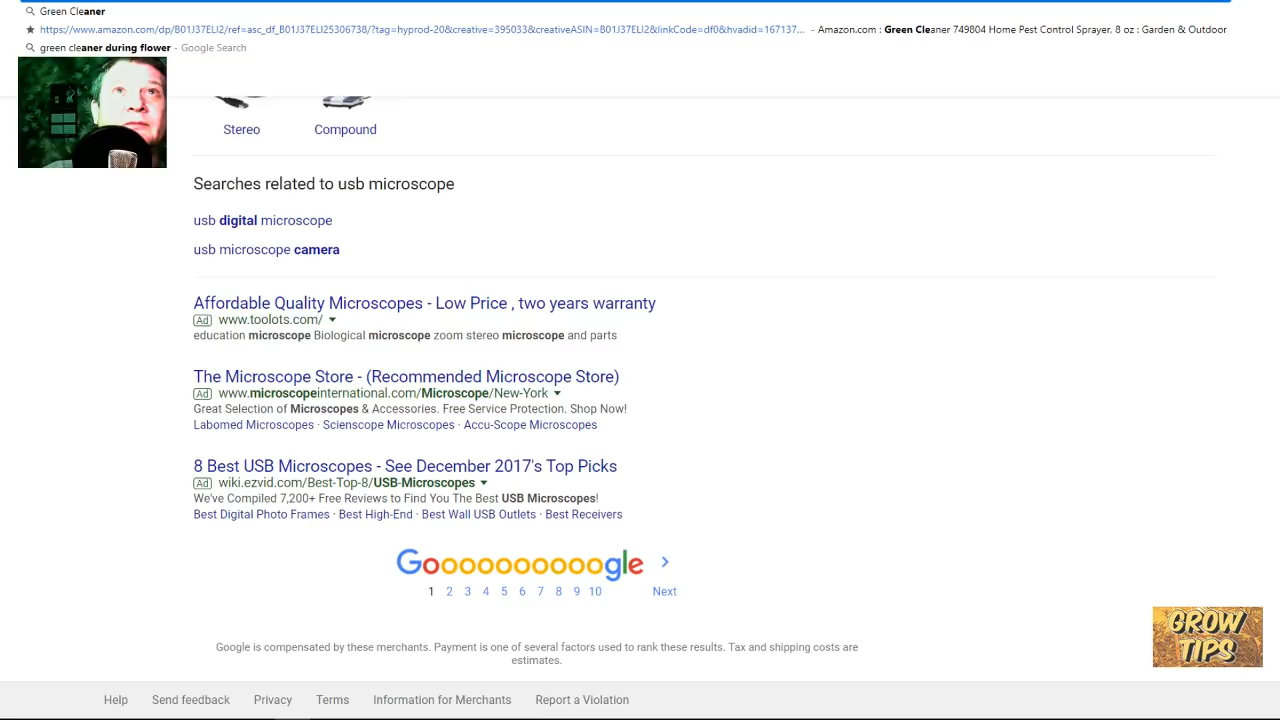 Green Cleaner
https://www.amazon.com/dp/B01J37ELI2/ref=asc_df_B01J37ELI25306738/?tag=hyprod-20&creative=395033&creativeASIN=B01J37ELI2&linkCode=df0&hvadid=167137... - Amazon.com : Green Cleaner 749804 Home Pest Control Sprayer. 8 oz : Garden & Outdoor
green cleaner during flower - Google Search
Stereo Compound
Searches related to usb microscope
usb digital microscope
usb microscope camera
Affordable Quality Microscopes - Low Price , two years warranty
Ad www.toolots.com/
education microscope Biological microscope zoom stereo microscope and parts
The Microscope Store - (Recommended Microscope Store)
Ad www.microscopeinternational.com/Microscope/New-York
Great Selection of Microscopes & Accessories. Free Service Protection. Shop Now!
Labomed Microscopes · Scienscope Microscopes · Accu-Scope Microscopes
8 Best USB Microscopes - See December 2017's Top Picks
Ad wiki.ezvid.com/Best-Top-8/USB-Microscopes
We've Compiled 7,200+ Free Reviews to Find You The Best USB Microscopes!
Best Digital Photo Frames · Best High-End · Best Wall USB Outlets · Best Receivers
Goooooooooogle >
1 2 3 4 5 6 7 8 9 10 Next
GROW
TIPS
Google is compensated by these merchants. Payment is one of several factors used to rank these results. Tax and shipping costs are
estimates.
Help Send feedback Privacy Terms Information for Merchants Report a Violation